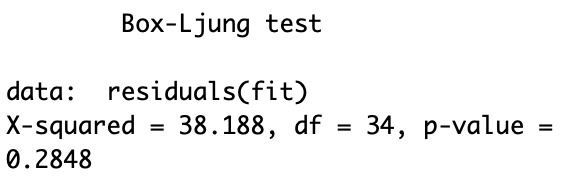 Box-Ljung test
data:  residuals(fit)
X-squared = 38.188, df = 34, p-value =
0.2848